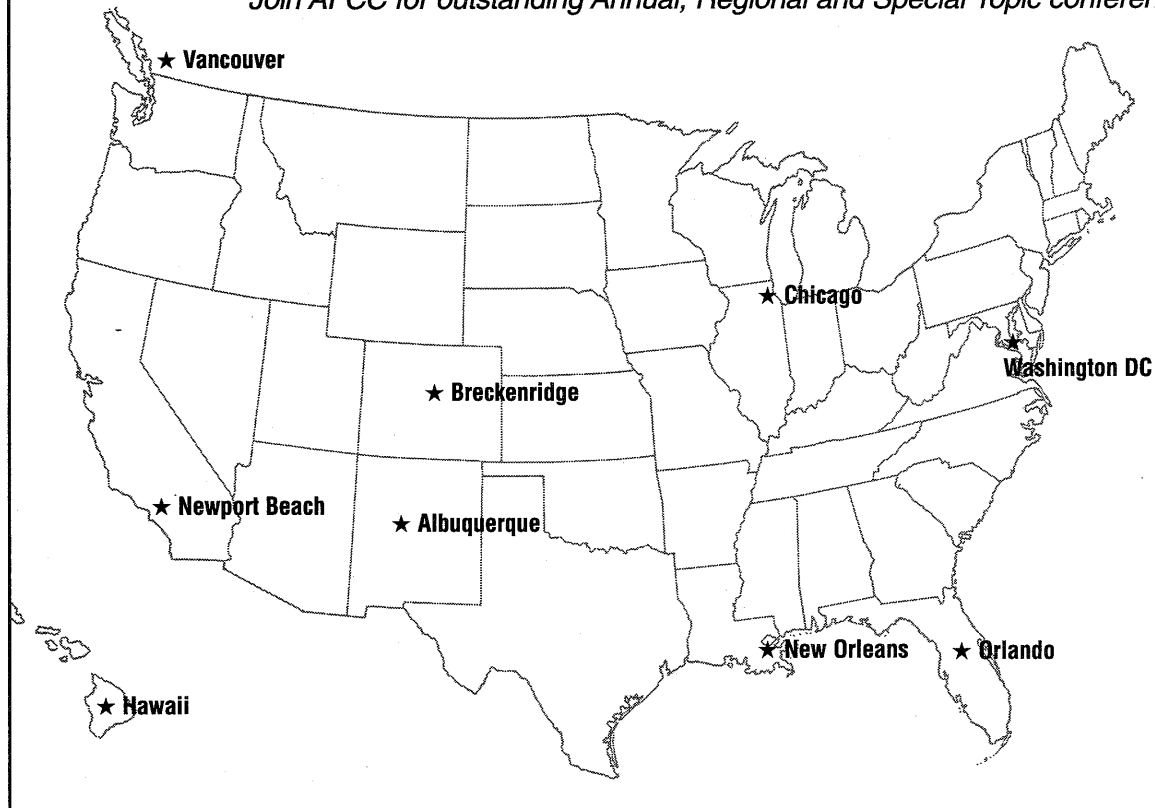 Join AFCC for outstanding Annual, Regional and Special Topic
Vancouver
Chicago
Washington DC
Breckenridge
Newport Beach
Albuquerque
New Orleans
Orlando
Hawaii